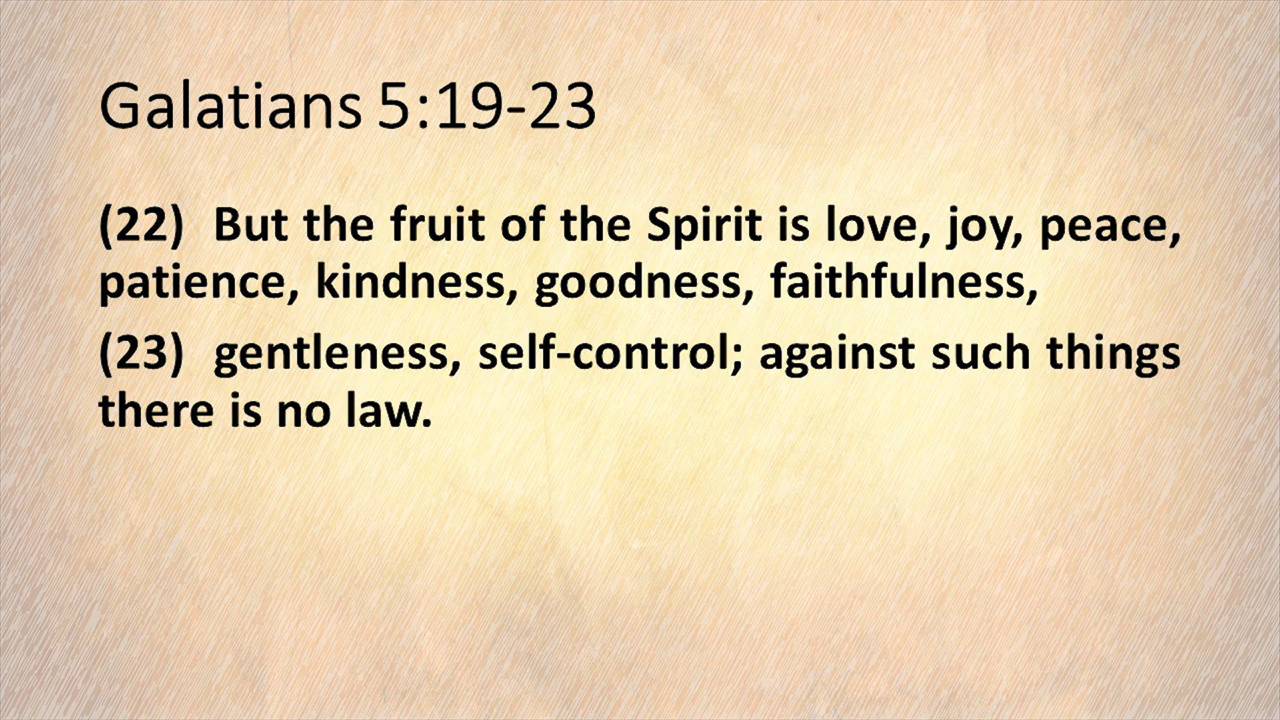 Galatians 5:19-23
(22)  But the fruit of the Spirit is love, joy, peace,
patience, kindness, goodness, faithfulness,
(23)  gentleness, self-control; against such things
there is no law.